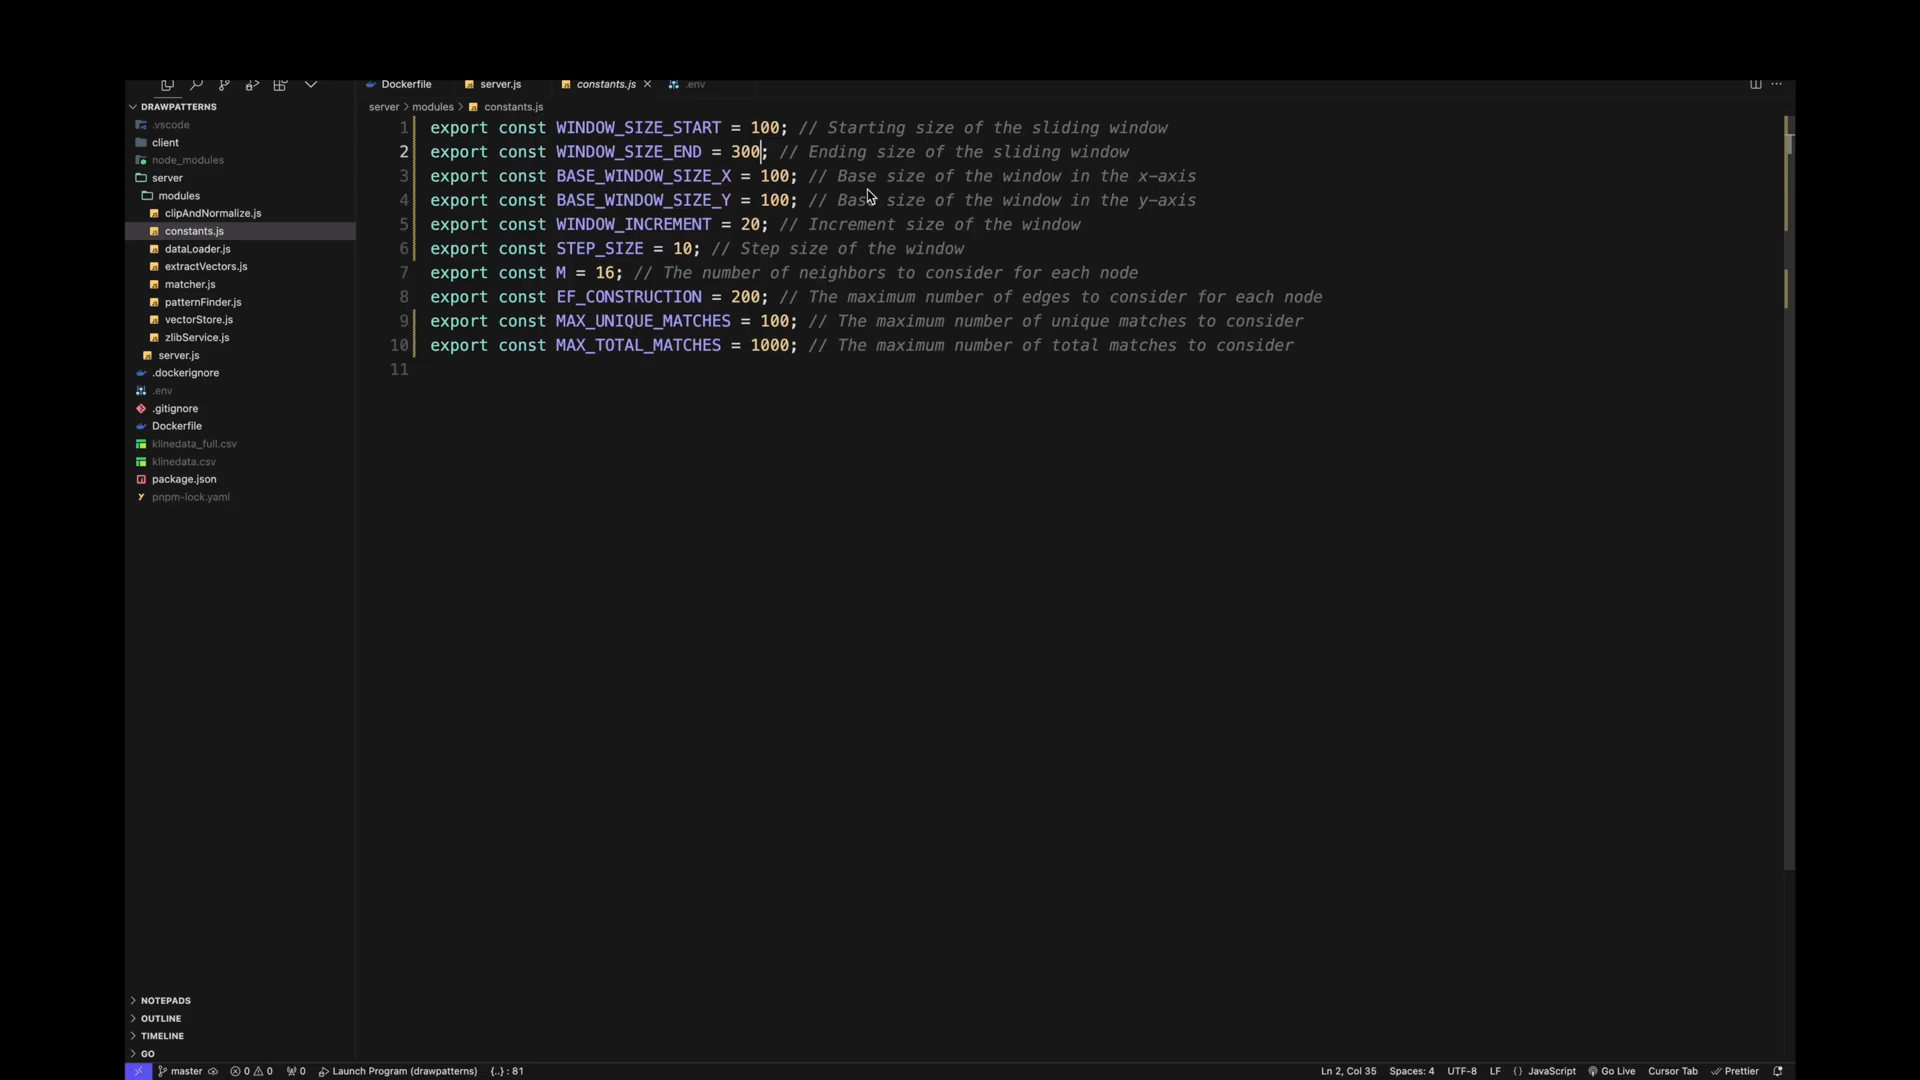 Dockerfile
server.js
constants.js
.env
DRAWPATTERNS
.vscode
client
node_modules
server
modules
clipAndNormalize.js
constants.js
dataLoader.js
extractVectors.js
matcher.js
patternFinder.js
vectorStore.js
zlibService.js
server.js
.dockerignore
.env
.gitignore
Dockerfile
klinedata_full.csv
klinedata.csv
package.json
pnpm-lock.yaml
NOTEPADS
OUTLINE
TIMELINE
GO
server > modules > constants.js
1 export const WINDOW_SIZE_START = 100; // Starting size of the sliding window
2 export const WINDOW_SIZE_END = 300; // Ending size of the sliding window
3 export const BASE_WINDOW_SIZE_X = 100; // Base size of the window in the x-axis
4 export const BASE_WINDOW_SIZE_Y = 100; // Base size of the window in the y-axis
5 export const WINDOW_INCREMENT = 20; // Increment size of the window
6 export const STEP_SIZE = 10; // Step size of the window
7 export const M = 16; // The number of neighbors to consider for each node
8 export const EF_CONSTRUCTION = 200; // The maximum number of edges to consider for each node
9 export const MAX_UNIQUE_MATCHES = 100; // The maximum number of unique matches to consider
10 export const MAX_TOTAL_MATCHES = 1000; // The maximum number of total matches to consider
11
master 0 0 0 Launch Program (drawpatterns) {..} : 81 Ln 2, Col 35 Spaces: 4 UTF-8 LF {} JavaScript Go Live Cursor Tab Prettier